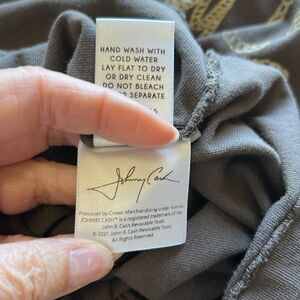 HAND WASH WITH
COLD WATER
LAY FLAT TO DRY
OR DRY CLEAN
DO NOT BLEACH
SEPARATE
Johnny Cash
Produced by Crown Merchandising under license.
JOHNNY CASH™ is a registered trademark of the
John R. Cash Revocable Trust.
© 2021 John R. Cash Revocable Trust.
All Rights Reserved.